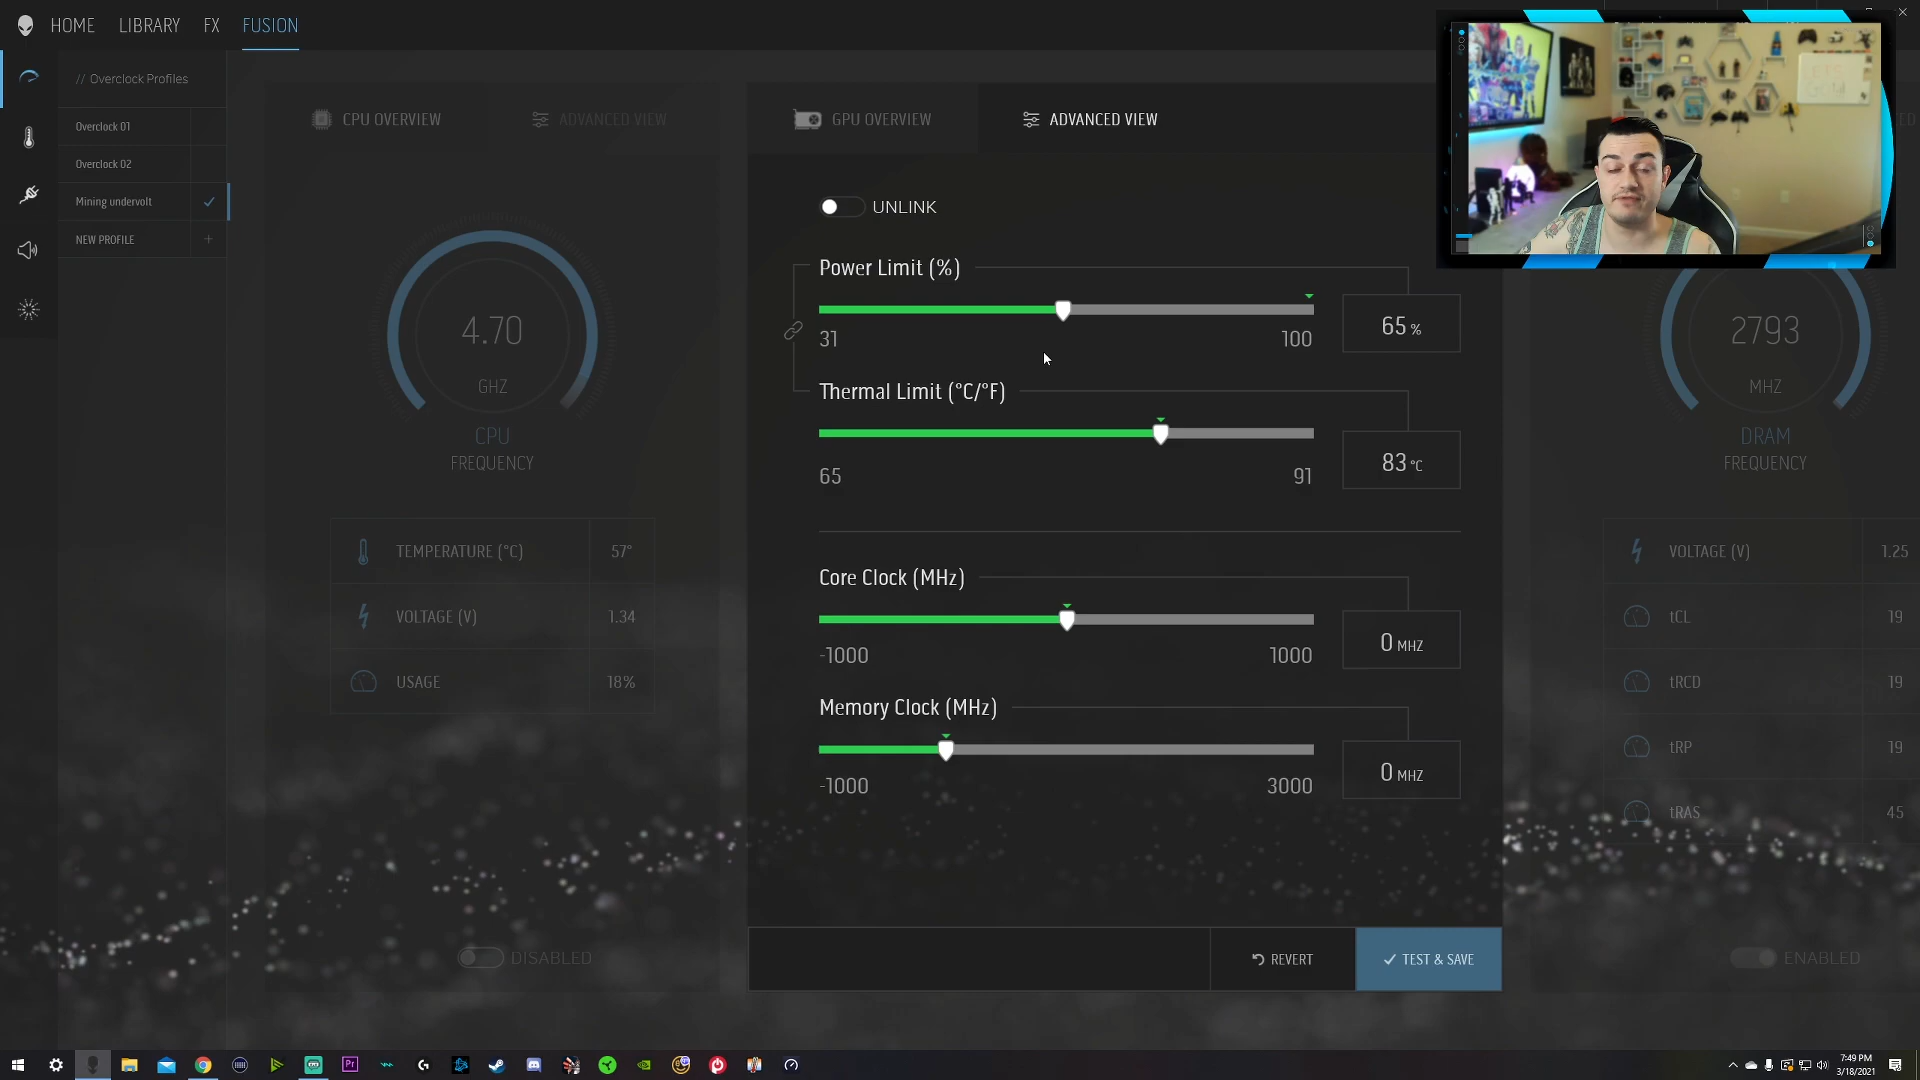 HOME LIBRARY FX FUSION
// Overclock Profiles
Overclock 01
Overclock 02
Mining undervolt
NEW PROFILE +
CPU OVERVIEW ADVANCED VIEW
4.70
GHZ
CPU
FREQUENCY
TEMPERATURE (°C) 57°
VOLTAGE (V) 1.34
USAGE 18%
DISABLED
GPU OVERVIEW ADVANCED VIEW
UNLINK
Power Limit (%)
65 %
31 100
Thermal Limit (°C/°F)
83 °C
65 91
Core Clock (MHz)
0 MHZ
-1000 1000
Memory Clock (MHz)
0 MHZ
-1000 3000
REVERT TEST & SAVE
2793
MHZ
DRAM
FREQUENCY
VOLTAGE (V) 1.25
tCL 19
tRCD 19
tRP 19
tRAS 45
ENABLED
7:49 PM
3/18/2021